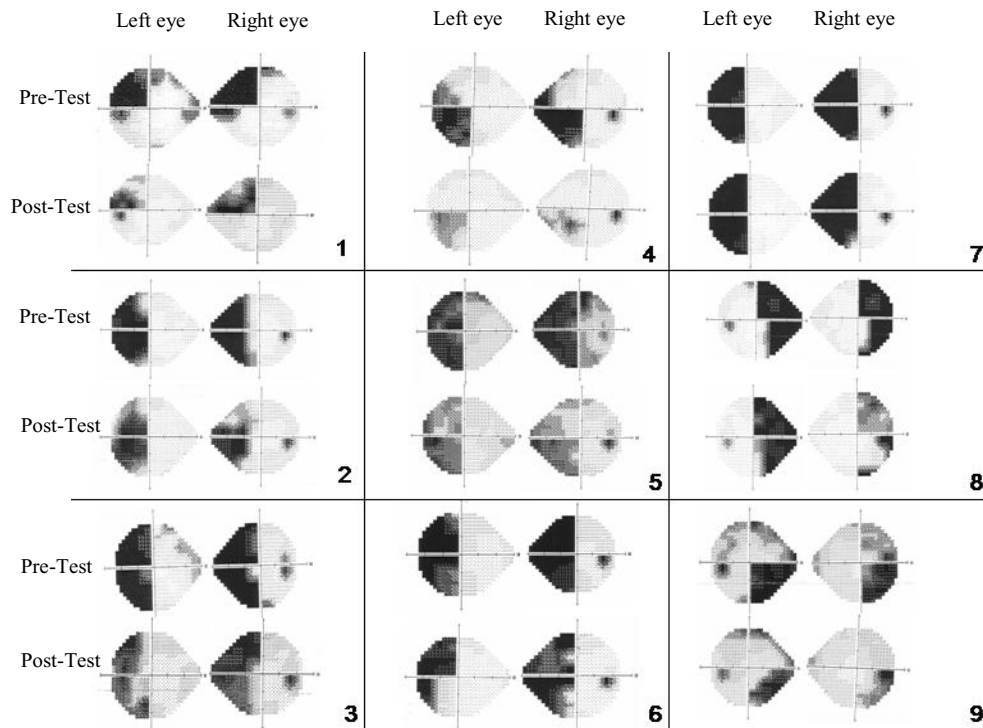 Left eye Right eye Left eye Right eye Left eye Right eye
Pre-Test
Post-Test
1 4 7
Pre-Test
Post-Test
2 5 8
Pre-Test
Post-Test
3 6 9